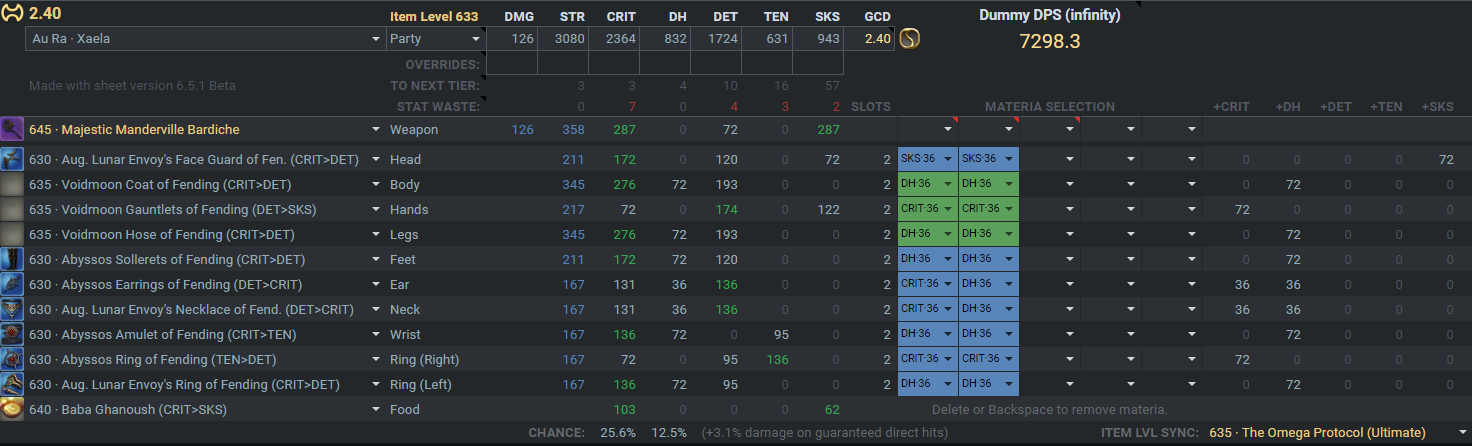 2.40 Item Level 633 DMG STR CRIT DH DET TEN SKS GCD Dummy DPS (infinity)
Au Ra · Xaela Party 126 3080 2364 832 1724 631 943 2.40 7298.3
OVERRIDES:
Made with sheet version 6.5.1 Beta TO NEXT TIER: 3 3 4 10 16 57
STAT WASTE: 0 7 0 4 3 2 SLOTS MATERIA SELECTION +CRIT +DH +DET +TEN +SKS
645 · Majestic Manderville Bardiche Weapon 126 358 287 0 72 0 287
630 · Aug. Lunar Envoy's Face Guard of Fen. (CRIT>DET) Head 211 172 0 120 0 72 2 SKS·36 SKS·36 0 0 0 0 72
635 · Voidmoon Coat of Fending (CRIT>DET) Body 345 276 72 193 0 0 2 DH·36 DH·36 0 72 0 0 0
635 · Voidmoon Gauntlets of Fending (DET>SKS) Hands 217 72 0 174 0 122 2 CRIT·36 CRIT·36 72 0 0 0 0
635 · Voidmoon Hose of Fending (CRIT>DET) Legs 345 276 72 193 0 0 2 DH·36 DH·36 0 72 0 0 0
630 · Abyssos Sollerets of Fending (CRIT>DET) Feet 211 172 72 120 0 0 2 DH·36 DH·36 0 72 0 0 0
630 · Abyssos Earrings of Fending (DET>CRIT) Ear 167 131 36 136 0 0 2 CRIT·36 DH·36 36 36 0 0 0
630 · Aug. Lunar Envoy's Necklace of Fend. (DET>CRIT) Neck 167 131 36 136 0 0 2 CRIT·36 DH·36 36 36 0 0 0
630 · Abyssos Amulet of Fending (CRIT>TEN) Wrist 167 136 72 0 95 0 2 DH·36 DH·36 0 72 0 0 0
630 · Abyssos Ring of Fending (TEN>DET) Ring (Right) 167 72 0 95 136 0 2 CRIT·36 CRIT·36 72 0 0 0 0
630 · Aug. Lunar Envoy's Ring of Fending (CRIT>DET) Ring (Left) 167 136 72 95 0 0 2 DH·36 DH·36 0 72 0 0 0
640 · Baba Ghanoush (CRIT>SKS) Food 103 0 0 0 62 Delete or Backspace to remove materia.
CHANCE: 25.6% 12.5% (+3.1% damage on guaranteed direct hits) ITEM LVL SYNC: 635 · The Omega Protocol (Ultimate)